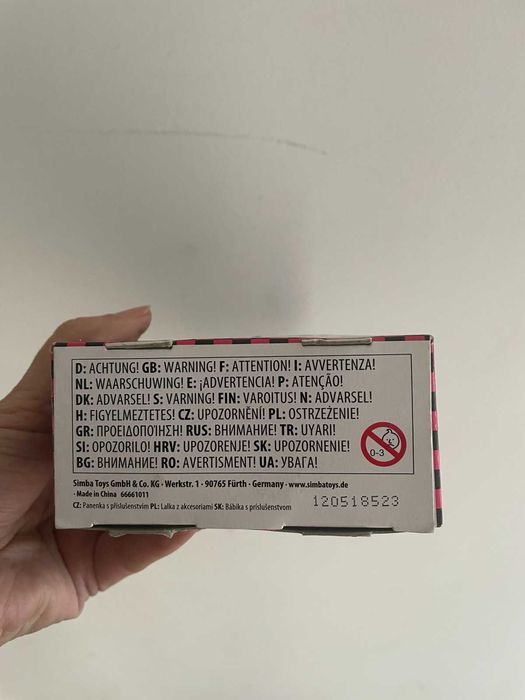 D: ACHTUNG! GB: WARNING! F: ATTENTION! I: AVVERTENZA!
NL: WAARSCHUWING! E: ¡ADVERTENCIA! P: ATENÇÃO!
DK: ADVARSEL! S: VARNING! FIN: VAROITUS! N: ADVARSEL!
H: FIGYELMEZTETES! CZ: UPOZORNĚNÍ! PL: OSTRZEŻENIE!
GR: ΠΡΟΕΙΔΟΠΟΊΗΣΗ! RUS: ВНИМАНИЕ! TR: UYARI!
SI: OPOZORILO! HRV: UPOZORENJE! SK: UPOZORNENIE!
BG: ВНИМАНИЕ! RO: AVERTISMENT! UA: УВАГА!
0-3
Simba Toys GmbH & Co. KG · Werkstr. 1 · 90765 Fürth · Germany · www.simbatoys.de
· Made in China 66661011
CZ: Panenka s příslušenstvím PL: Lalka z akcesoriami SK: Bábika s príslušenstvom
120518523